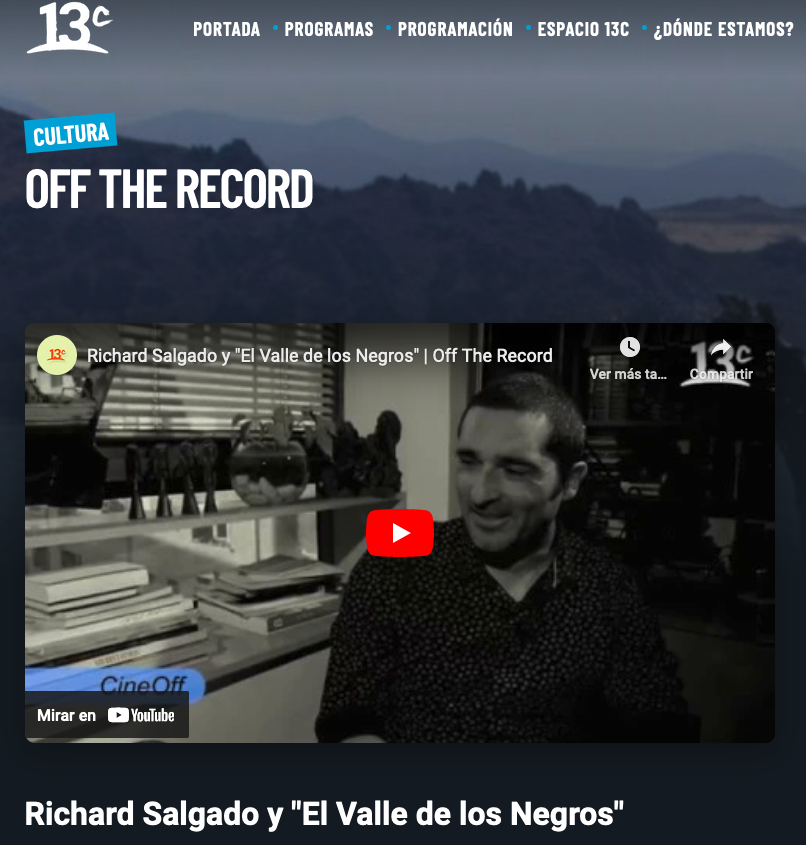 13c
PORTADA • PROGRAMAS • PROGRAMACIÓN • ESPACIO 13C • ¿DÓNDE ESTAMOS?
CULTURA
OFF THE RECORD
13c Richard Salgado y "El Valle de los Negros" | Off The Record
13c
Ver más ta... Compartir
CineOff
Mirar en YouTube
Richard Salgado y "El Valle de los Negros"